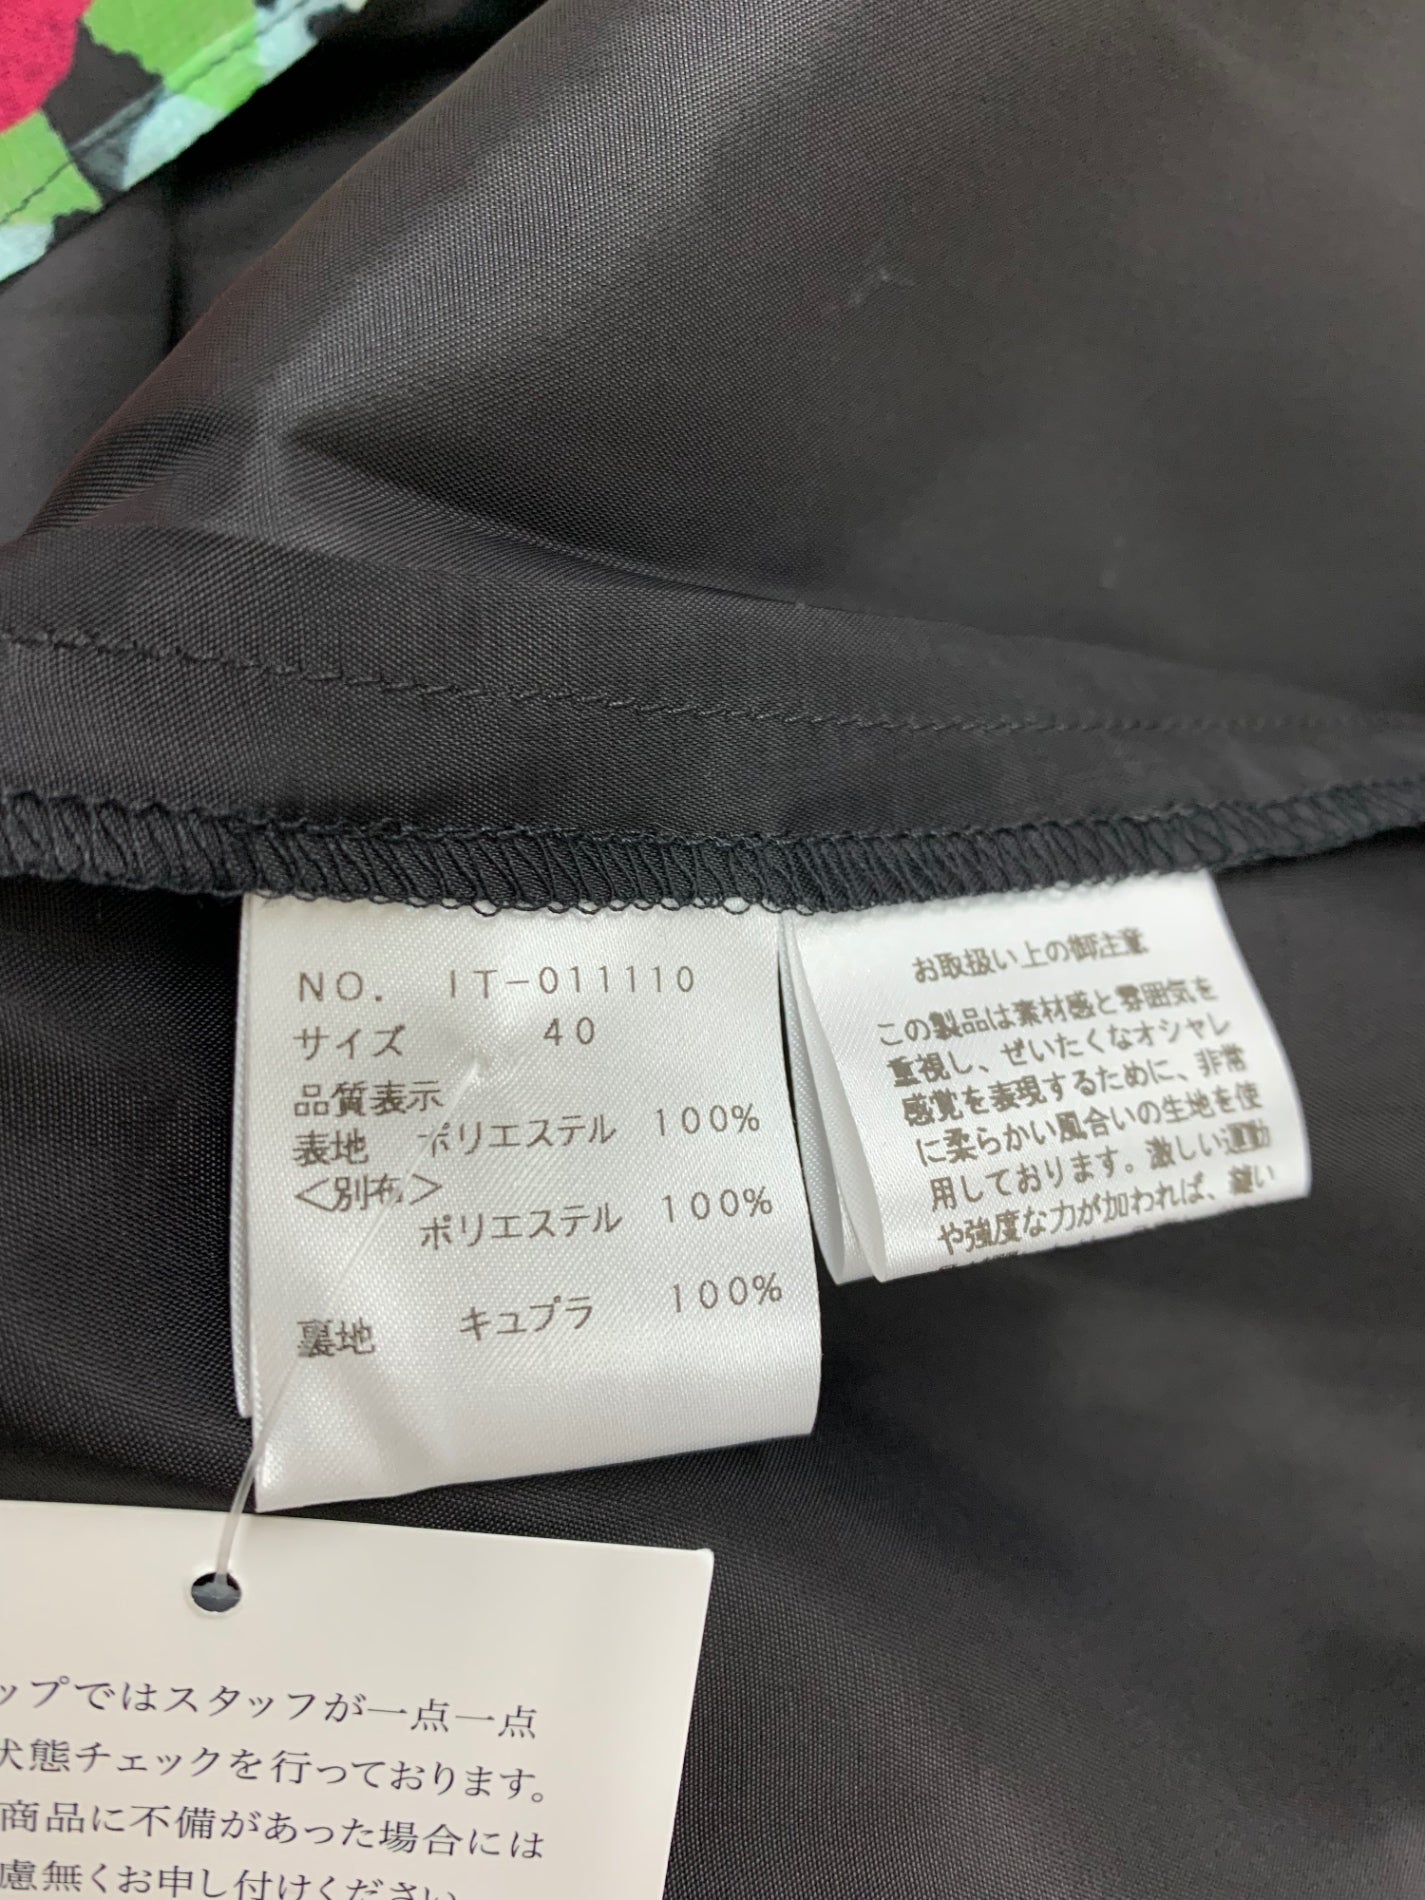 NO. IT-011110
サイズ 40
品質表示
表地 ポリエステル 100%
<別布>
ポリエステル 100%
裏地 キュプラ 100%
お取扱い上の御注意
この製品は素材感と雰囲気を
重視し、ぜいたくなオシャレ
感覚を表現するために、非常
に柔らかい風合いの生地を使
用しております。激しい運動
や強度な力が加われば、縫い
ップではスタッフが一点一点
状態チェックを行っております。
商品に不備があった場合には
慮無くお申し付けください